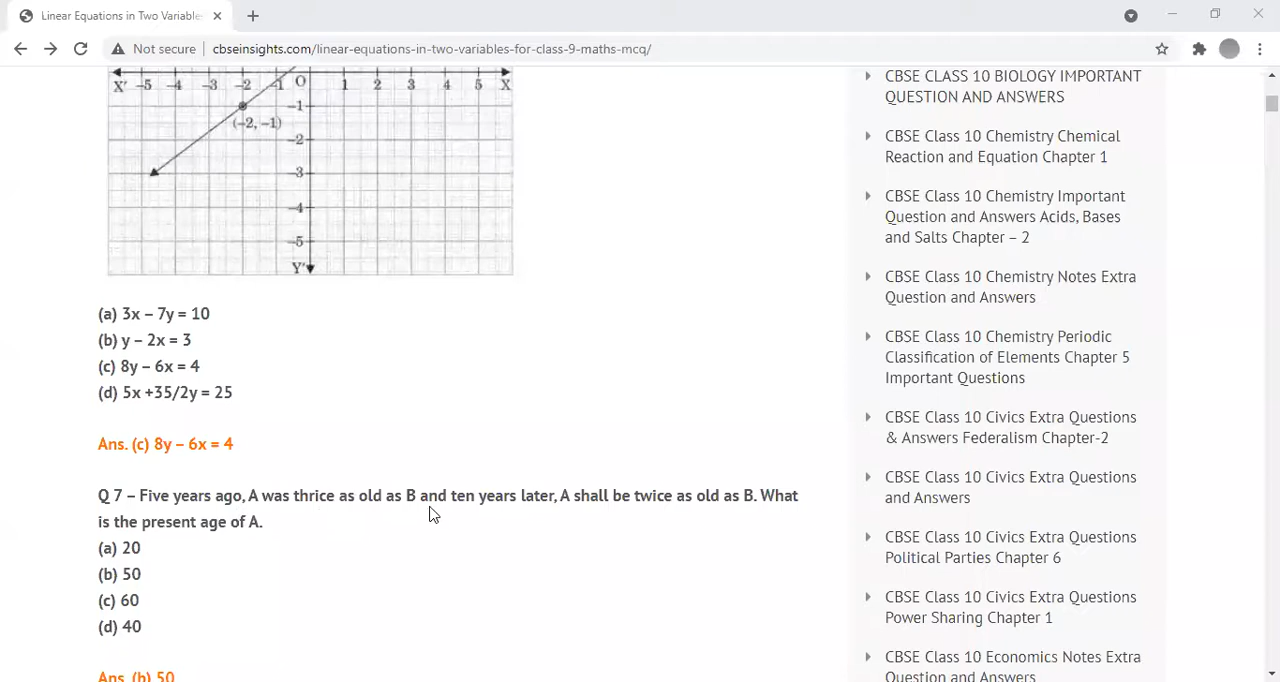 Linear Equations in Two Variable
Not secure
cbseinsights.com/linear-equations-in-two-variables-for-class-9-maths-mcq/
X' -5 -4 -3 -2 -1 O 1 2 3 4 5 X
-1
(-2, -1)
-2
-3
-4
-5
Y'
(a) 3x – 7y = 10
(b) y – 2x = 3
(c) 8y – 6x = 4
(d) 5x +35/2y = 25
Ans. (c) 8y – 6x = 4
Q 7 – Five years ago, A was thrice as old as B and ten years later, A shall be twice as old as B. What
is the present age of A.
(a) 20
(b) 50
(c) 60
(d) 40
Ans. (b) 50
CBSE CLASS 10 BIOLOGY IMPORTANT
QUESTION AND ANSWERS
CBSE Class 10 Chemistry Chemical
Reaction and Equation Chapter 1
CBSE Class 10 Chemistry Important
Question and Answers Acids, Bases
and Salts Chapter – 2
CBSE Class 10 Chemistry Notes Extra
Question and Answers
CBSE Class 10 Chemistry Periodic
Classification of Elements Chapter 5
Important Questions
CBSE Class 10 Civics Extra Questions
& Answers Federalism Chapter-2
CBSE Class 10 Civics Extra Questions
and Answers
CBSE Class 10 Civics Extra Questions
Political Parties Chapter 6
CBSE Class 10 Civics Extra Questions
Power Sharing Chapter 1
CBSE Class 10 Economics Notes Extra
Question and Answers